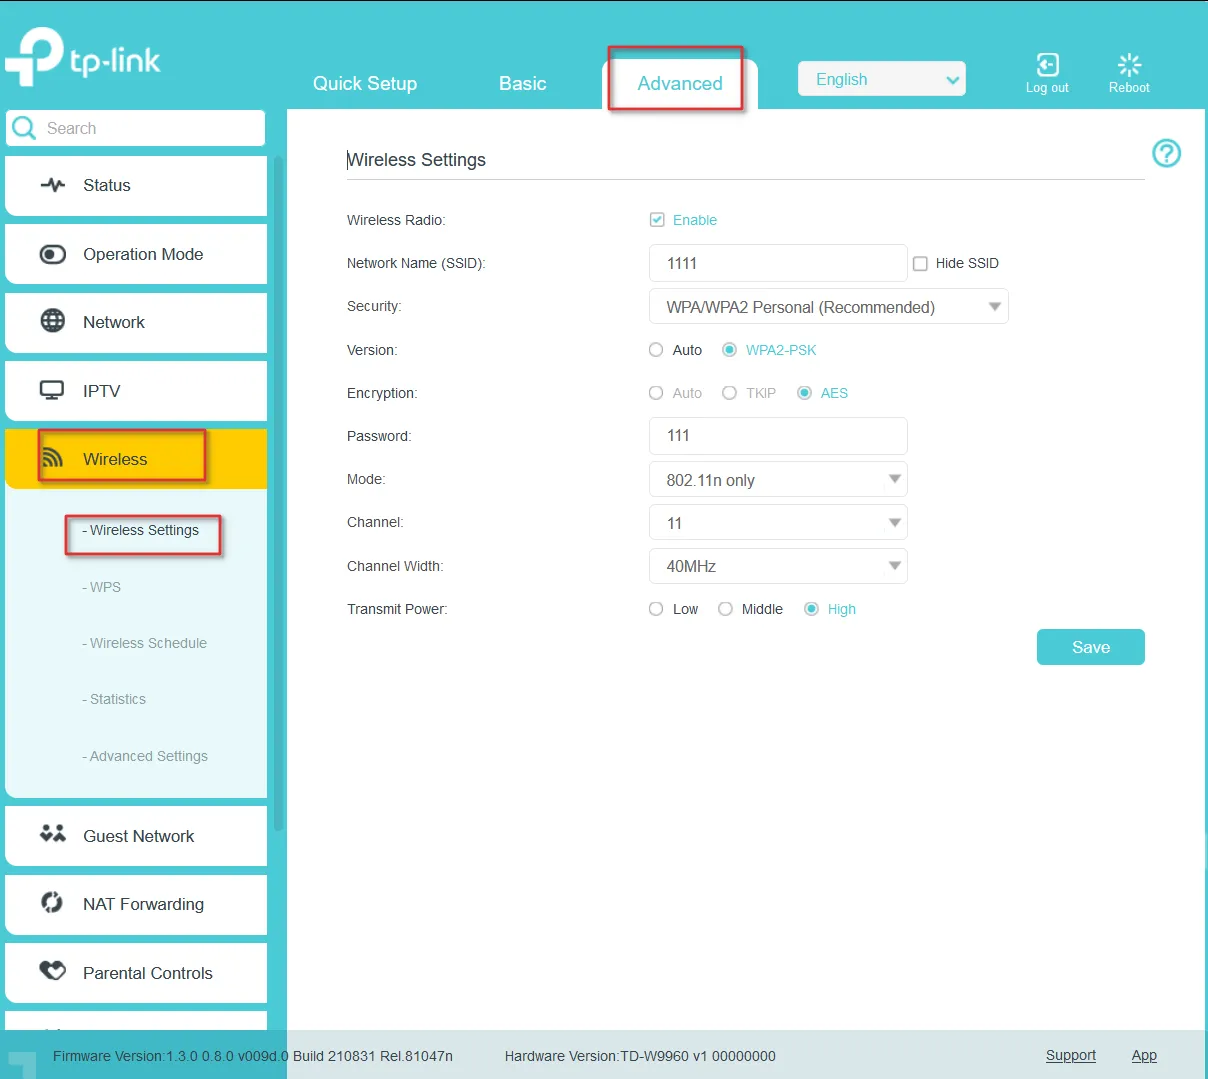 tp-link
Quick Setup
Basic
Advanced
English
Log out
Reboot
Search
Status
Operation Mode
Network
IPTV
Wireless
- Wireless Settings
- WPS
- Wireless Schedule
- Statistics
- Advanced Settings
Guest Network
NAT Forwarding
Parental Controls
Wireless Settings
?
Wireless Radio: Enable
Network Name (SSID): 1111 Hide SSID
Security: WPA/WPA2 Personal (Recommended)
Version: Auto WPA2-PSK
Encryption: Auto TKIP AES
Password: 111
Mode: 802.11n only
Channel: 11
Channel Width: 40MHz
Transmit Power: Low Middle High
Save
Firmware Version:1.3.0 0.8.0 v009d.0 Build 210831 Rel.81047n Hardware Version:TD-W9960 v1 00000000 Support App